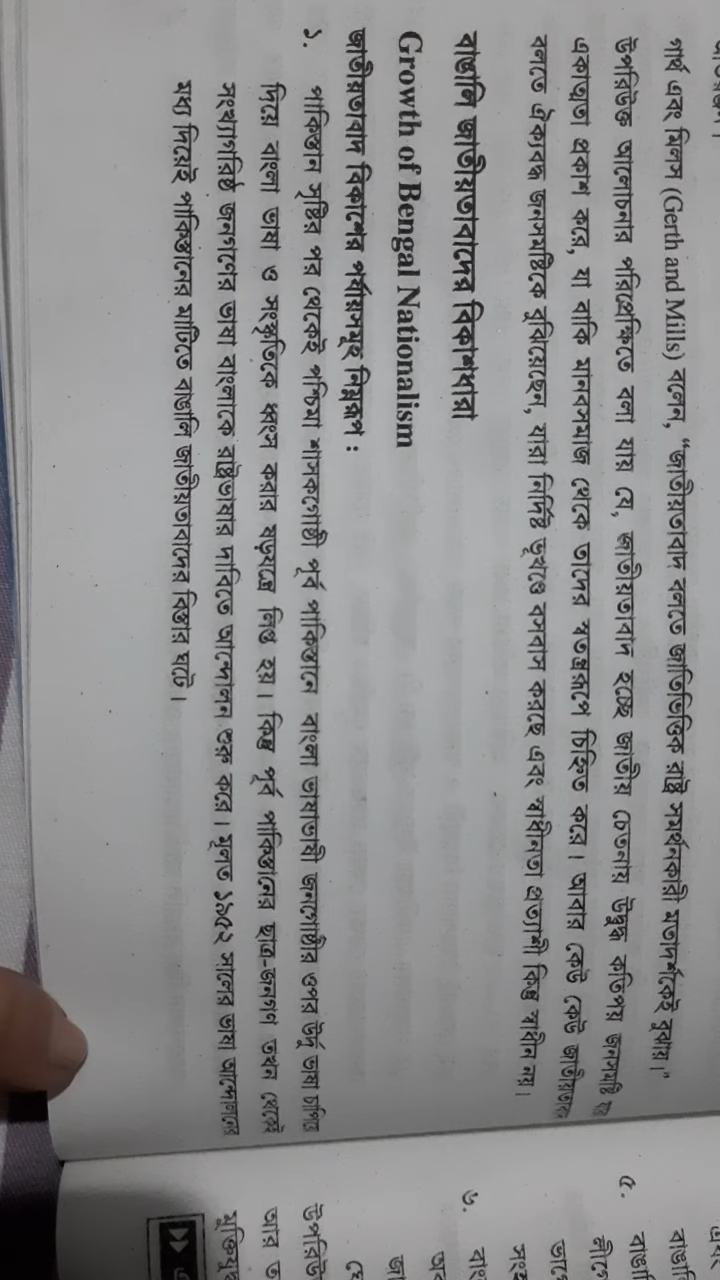 গার্থ এবং মিলস (Gerth and Mills) বলেন, “জাতীয়তাবাদ বলতে জাতিভিত্তিক রাষ্ট্র সমর্থনকারী মতাদর্শকেই বুঝায়।”
উপরিউক্ত আলোচনার পরিপ্রেক্ষিতে বলা যায় যে, জাতীয়তাবাদ হচ্ছে জাতীয় চেতনায় উদ্বুদ্ধ কতিপয় জনসমষ্টি
একাত্মতা প্রকাশ করে, যা বাকি মানবসমাজ থেকে তাদের স্বতন্ত্ররূপে চিহ্নিত করে। আবার কেউ কেউ
বলতে ঐক্যবদ্ধ জনসমষ্টিকে বুঝিয়েছেন, যারা নির্দিষ্ট ভূখণ্ডে বসবাস করছে এবং স্বাধীনতা প্রত্যাশী কিন্তু স্বাধীন নয়।
বাঙালি জাতীয়তাবাদের বিকাশধারা
Growth of Bengal Nationalism
জাতীয়তাবাদ বিকাশের পর্যায়সমূহ নিম্নরূপ :
১. পাকিস্তান সৃষ্টির পর থেকেই পশ্চিমা শাসকগোষ্ঠী পূর্ব পাকিস্তানে বাংলা ভাষাভাষী জনগোষ্ঠীর ওপর উর্দু ভাষা চাপিয়ে
দিয়ে বাংলা ভাষা ও সংস্কৃতিকে ধ্বংস করার ষড়যন্ত্রে লিপ্ত হয়। কিন্তু পূর্ব পাকিস্তানের ছাত্র-জনগণ তখন থেকেই
সংখ্যাগরিষ্ঠ জনগণের ভাষা বাংলাকে রাষ্ট্রভাষার দাবিতে আন্দোলন শুরু করে। মূলত ১৯৫২ সালের ভাষা আন্দোলনের
মধ্য দিয়েই পাকিস্তানের মাটিতে বাঙালি জাতীয়তাবাদের বিস্তার ঘটে।
৫.
৬.